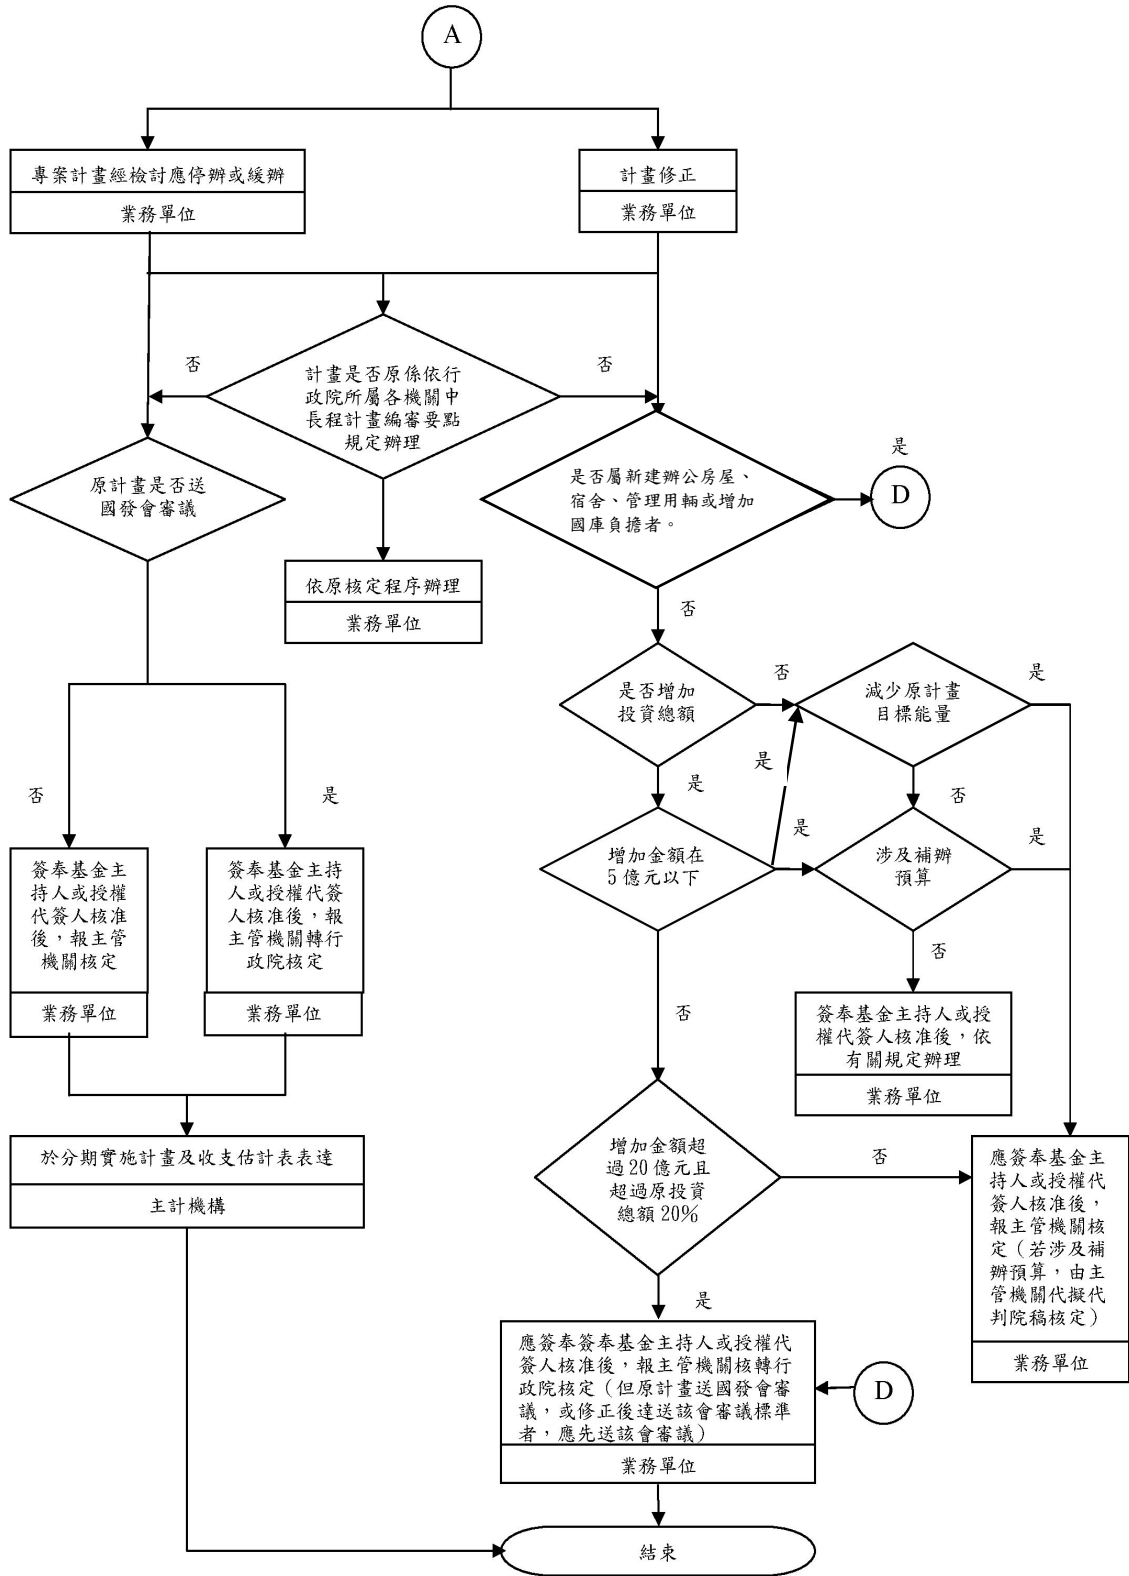 A
專案計畫經檢討應停辦或緩辦
業務單位
計畫修正
業務單位
否
計畫是否原係依行
政院所屬各機關中
長程計畫編審要點
規定辦理
否
原計畫是否送
國發會審議
是否屬新建辦公房屋、
宿舍、管理用輛或增加
國庫負擔者。
是
D
依原核定程序辦理
業務單位
否
是否增加
投資總額
否
減少原計畫
目標能量
是
是
是
否
否
是
增加金額在
5億元以下
是
涉及補辦
預算
是
簽奉基金主
持人或授權
代簽人核准
後，報主管
機關核定
業務單位
簽奉基金主持
人或授權代簽
人核准後，報
主管機關轉行
政院核定
業務單位
否
否
簽奉基金主持人或授
權代簽人核准後，依
有關規定辦理
業務單位
於分期實施計畫及收支估計表表達
主計機構
增加金額超
過20億元且
超過原投資
總額20%
否
應簽奉基金主
持人或授權代
簽人核准後，
報主管機關核
定（若涉及補
辦預算，由主
管機關代擬代
判院稿核定）
業務單位
是
應簽奉簽奉基金主持人或授權代
簽人核准後，報主管機關核轉行
政院核定（但原計畫送國發會審
議，或修正後達送該會審議標準
者，應先送該會審議）
業務單位
D
結束